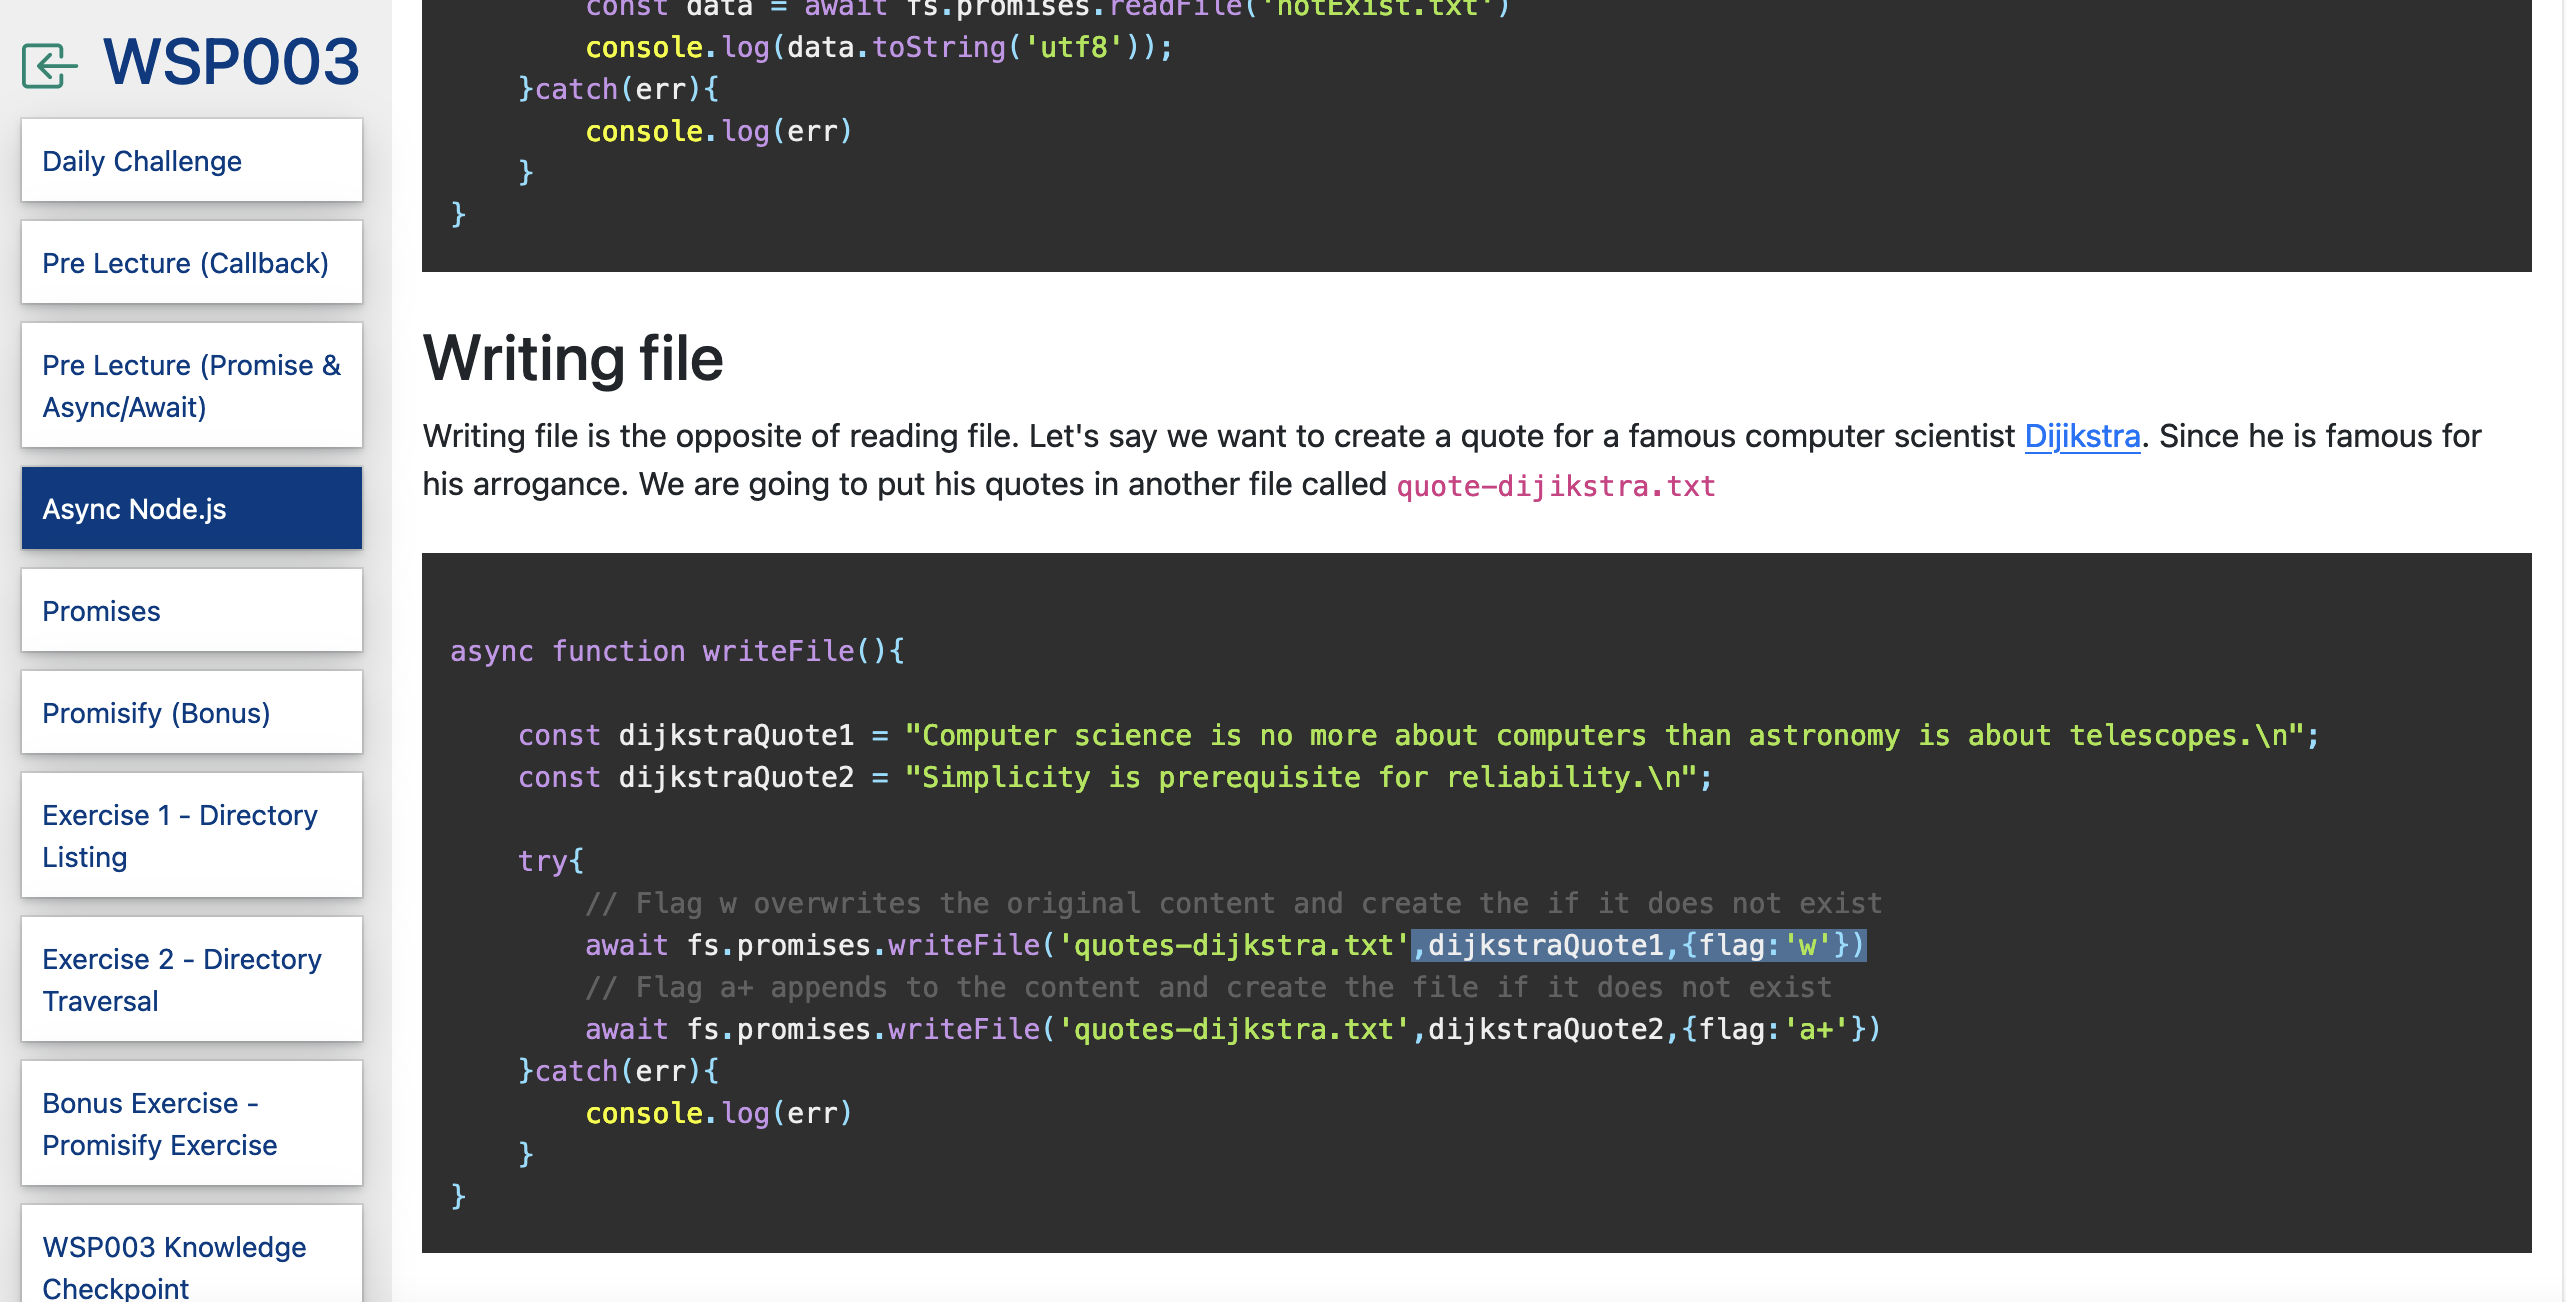 WSP003
Daily Challenge
Pre Lecture (Callback)
Pre Lecture (Promise &
Async/Await)
Async Node.js
Promises
Promisify (Bonus)
Exercise 1 - Directory
Listing
Exercise 2 - Directory
Traversal
Bonus Exercise -
Promisify Exercise
WSP003 Knowledge
Checkpoint
const data = await fs.promises.readFile('notExist.txt')
console.log(data.toString('utf8'));
}catch(err){
console.log(err)
}
}
Writing file
Writing file is the opposite of reading file. Let's say we want to create a quote for a famous computer scientist Dijikstra. Since he is famous for
his arrogance. We are going to put his quotes in another file called quote-dijikstra.txt
async function writeFile(){
const dijkstraQuote1 = "Computer science is no more about computers than astronomy is about telescopes.\n";
const dijkstraQuote2 = "Simplicity is prerequisite for reliability.\n";
try{
// Flag w overwrites the original content and create the if it does not exist
await fs.promises.writeFile('quotes-dijkstra.txt',dijkstraQuote1,{flag:'w'})
// Flag a+ appends to the content and create the file if it does not exist
await fs.promises.writeFile('quotes-dijkstra.txt',dijkstraQuote2,{flag:'a+'})
}catch(err){
console.log(err)
}
}